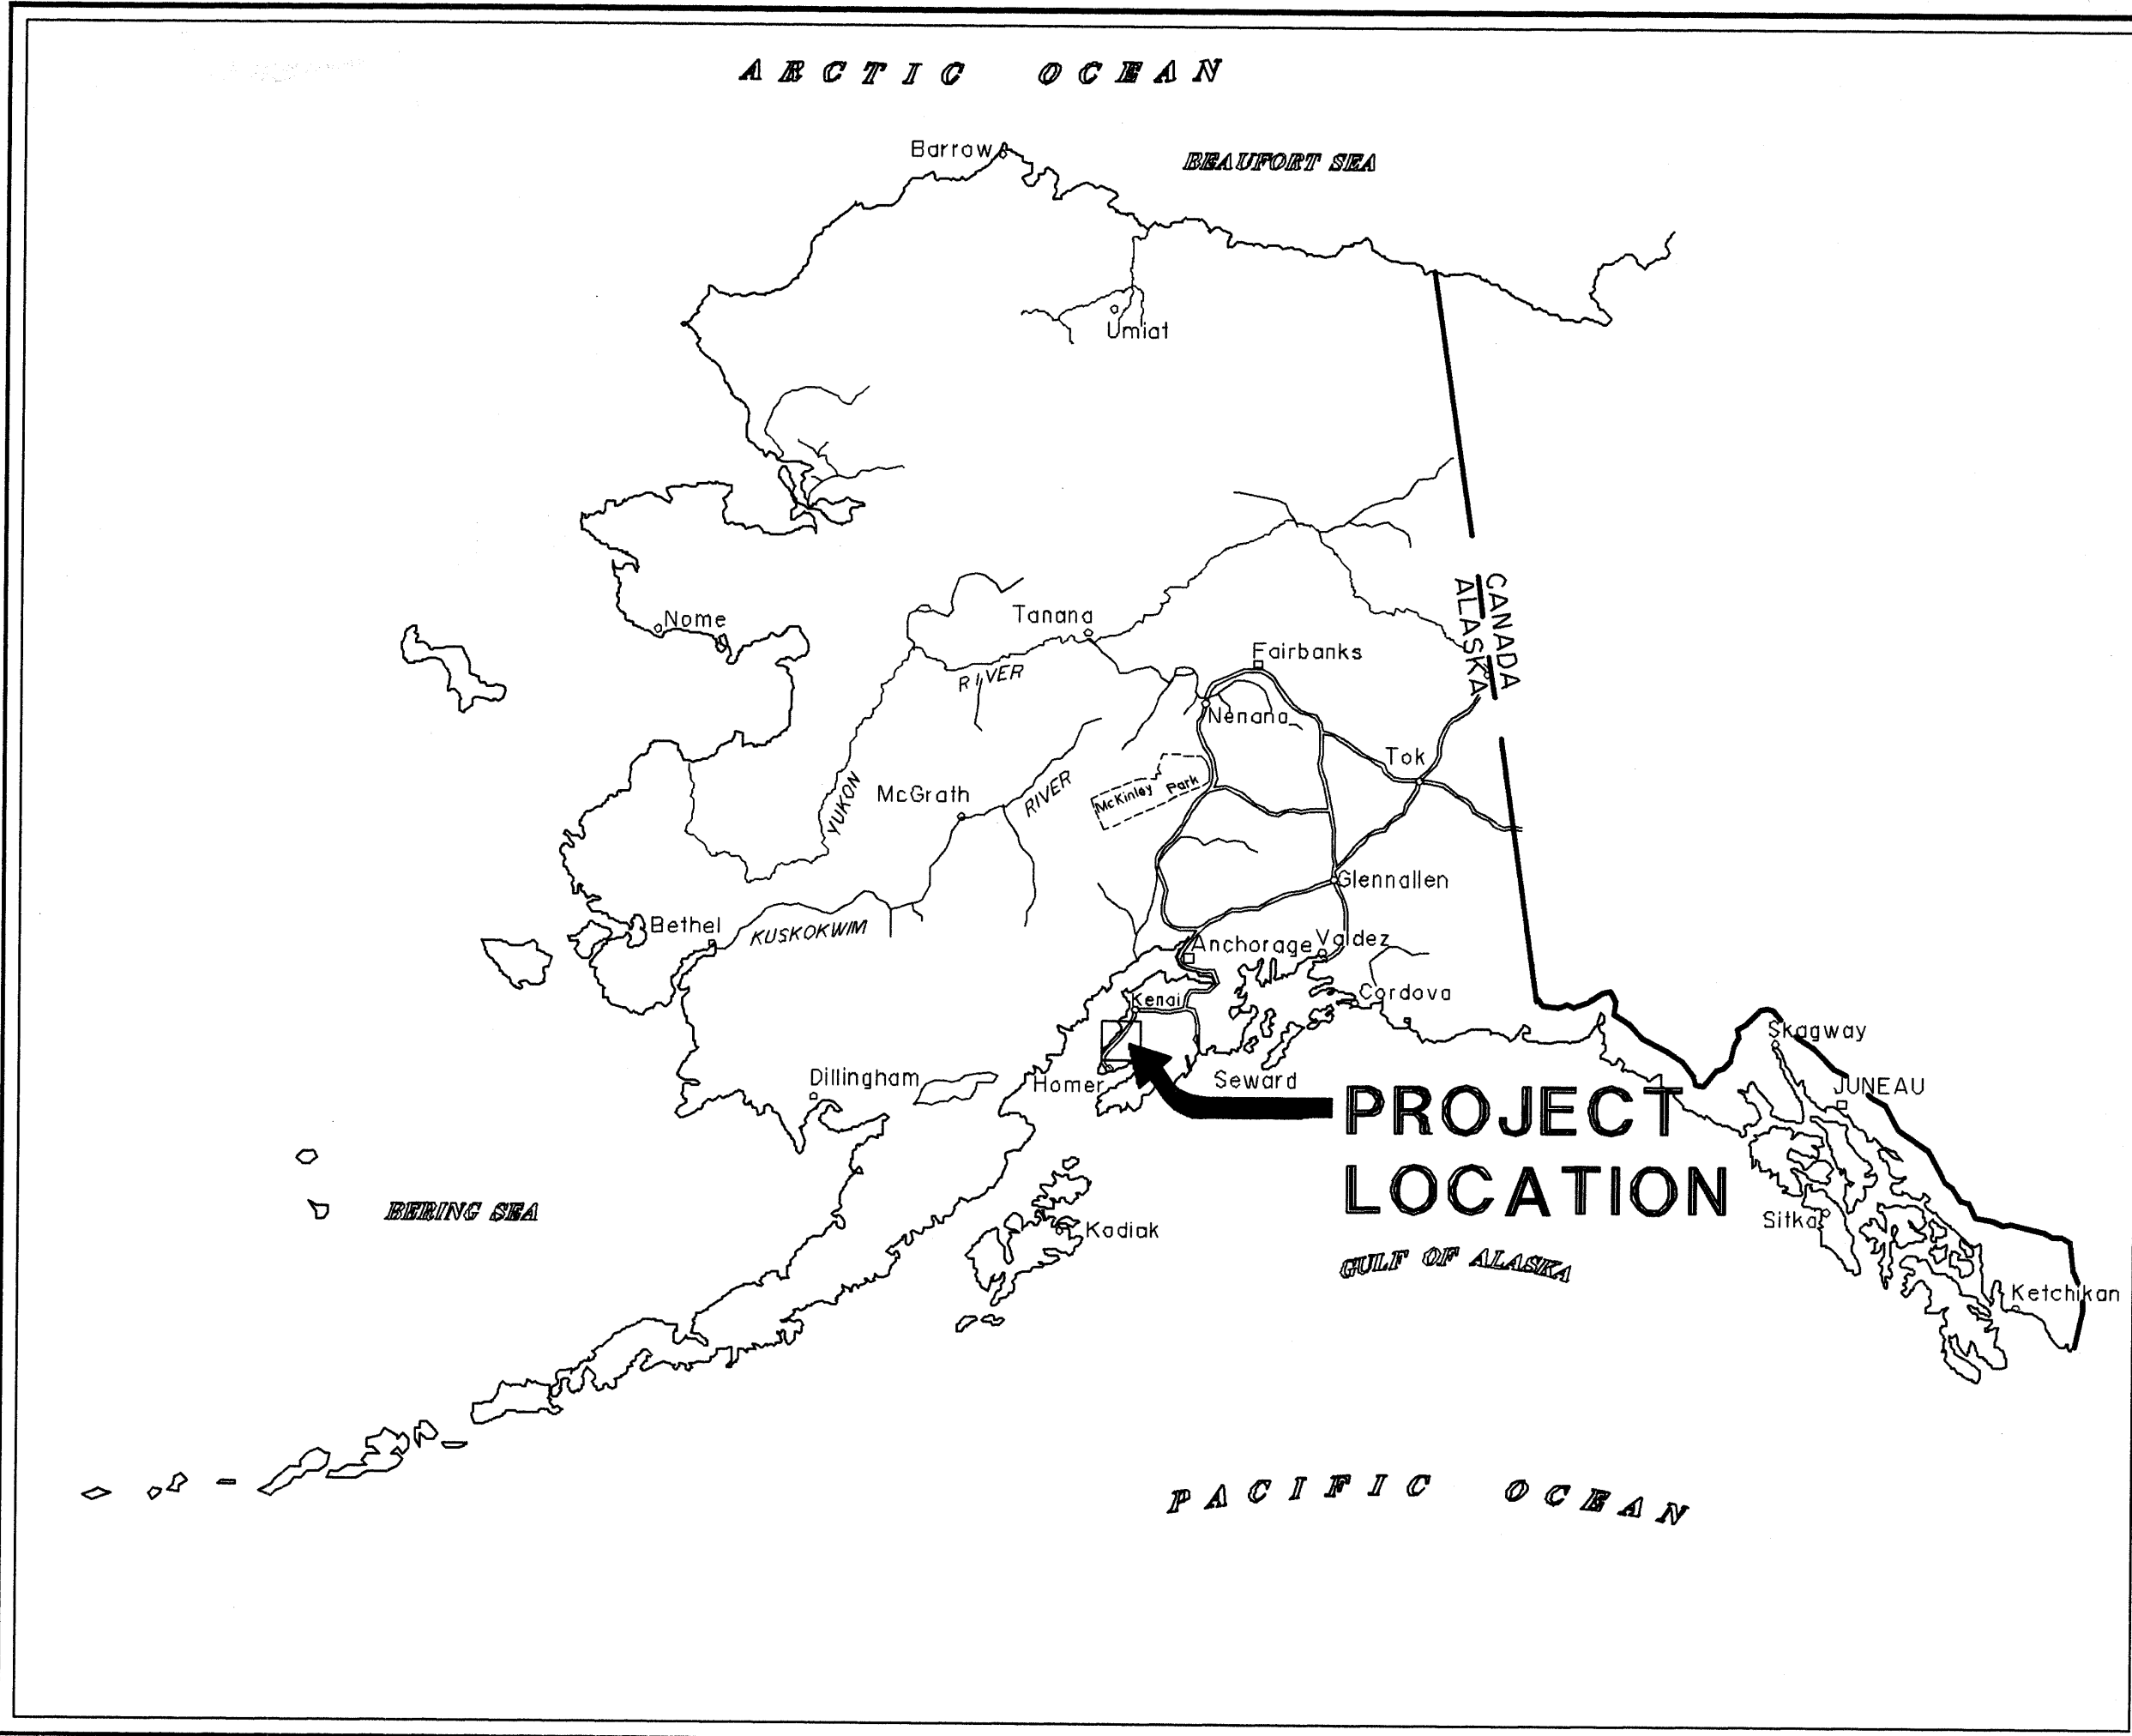 ARCTIC OCEAN
Barrow
BEAUFORT SEA
Umiat
CANADA
ALASKA
Nome
Tanana
Fairbanks
RIVER
Nenana
Tok
McKinley Park
McGrath
RIVER
YUKON
Glennallen
Bethel
KUSKOKWIM
Anchorage
Valdez
Kenai
Cordova
Skagway
Dillingham
Homer
Seward
JUNEAU
PROJECT
LOCATION
BERING SEA
Kodiak
Sitka
GULF OF ALASKA
Ketchikan
PACIFIC OCEAN